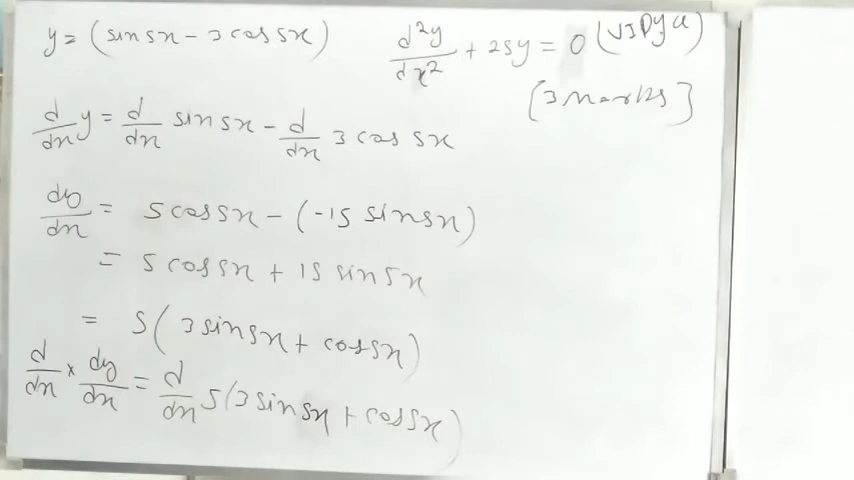 y = (sin5x - 3 cos 5x) d²y/dx² + 25y = 0 (VIDya)
[3 Marks]
d/dx y = d/dx sin 5x - d/dx 3 cos 5x
dy/dx = 5 cos 5x - (-15 sin 5x)
= 5 cos 5x + 15 sin 5x
= 5(3 sin 5x + cos 5x)
d/dx × dy/dx = d/dx 5(3 sin 5x + cos 5x)